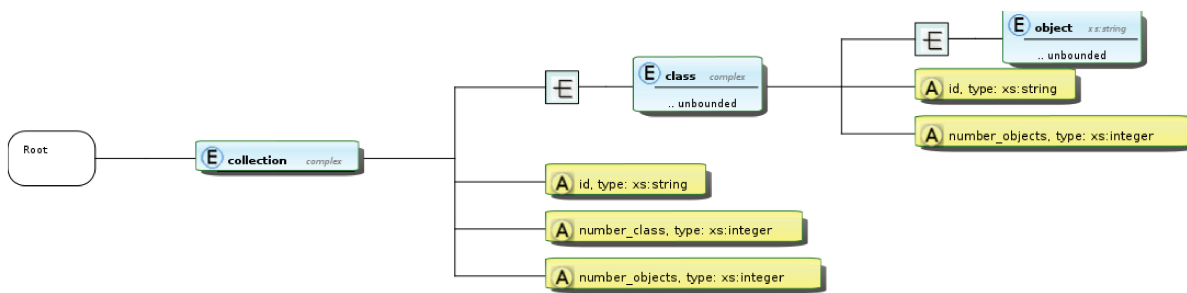 E object xs:string
.. unbounded
E class complex
.. unbounded
A id, type: xs:string
A number_objects, type: xs:integer
Root
E collection complex
A id, type: xs:string
A number_class, type: xs:integer
A number_objects, type: xs:integer